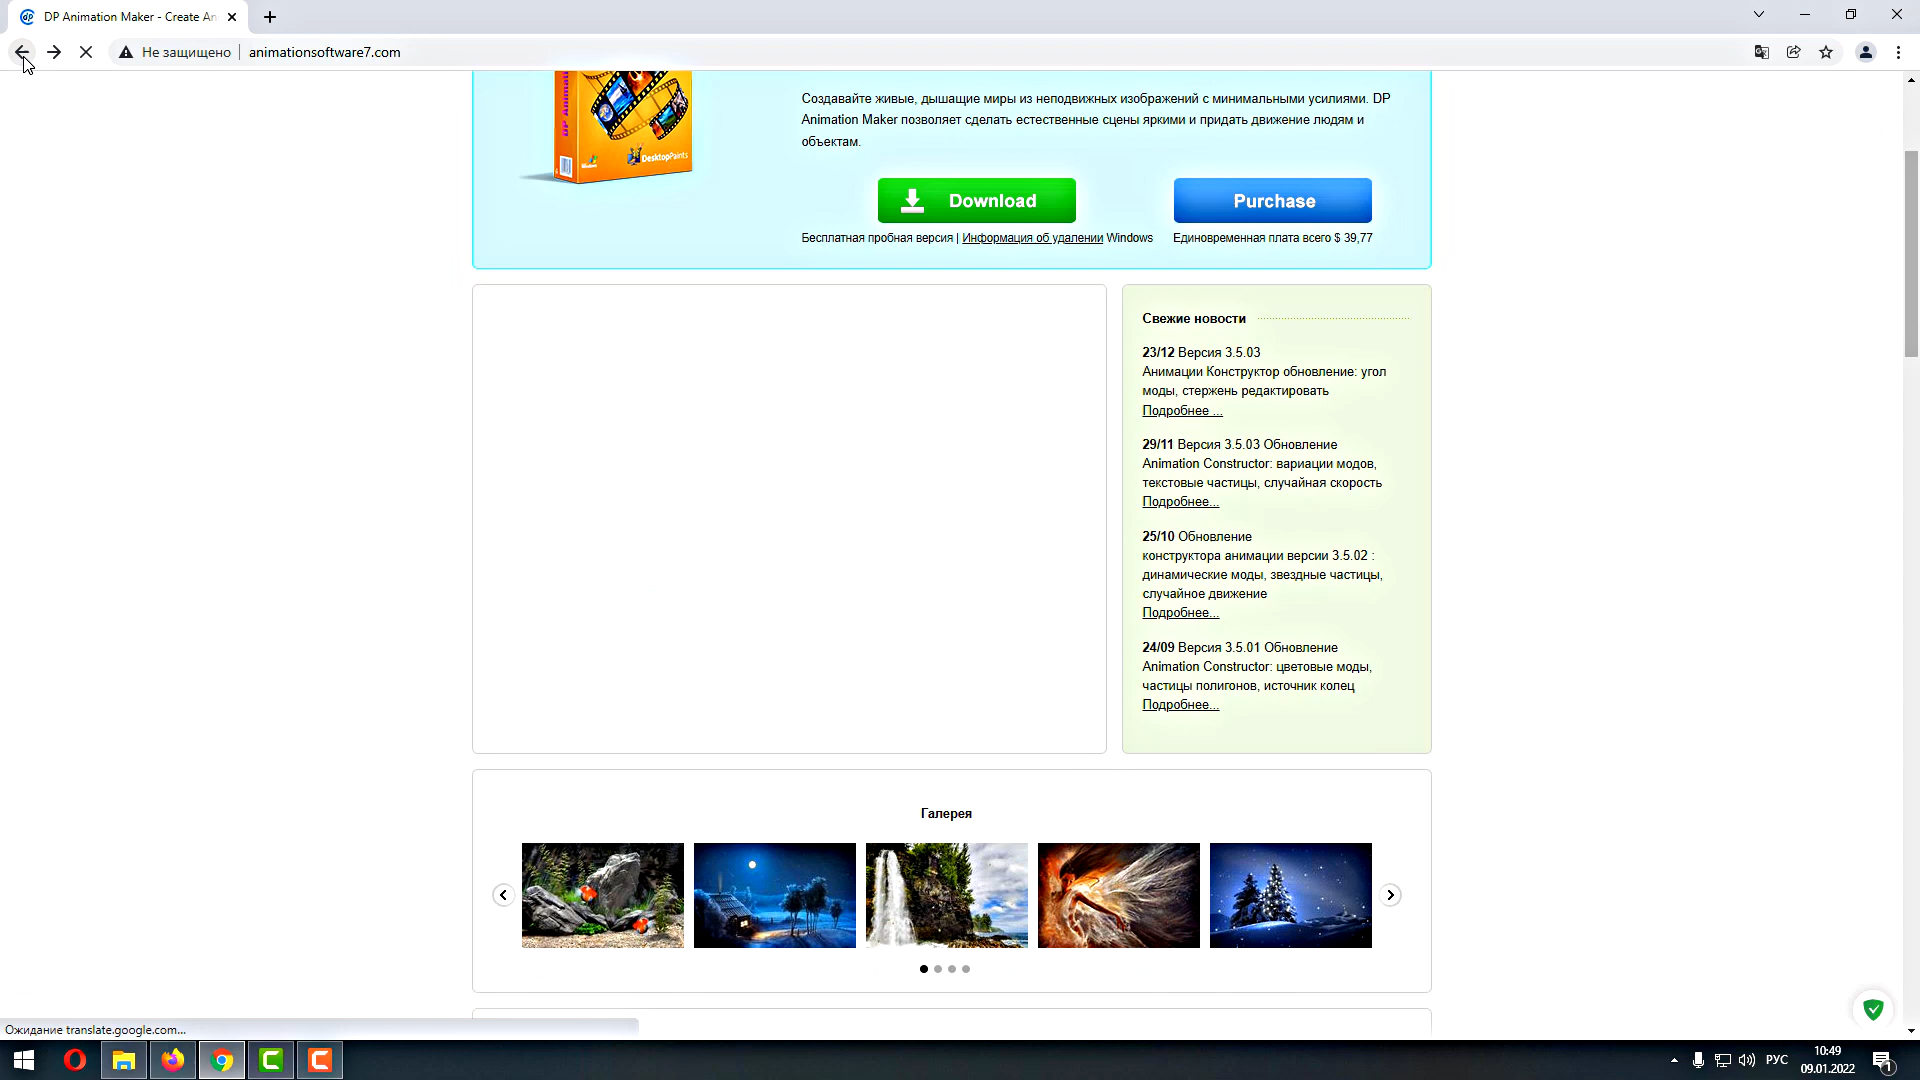 DP Animation Maker - Create An
Не защищено
animationsoftware7.com
DP Animati
DesktopPaints
Создавайте живые, дышащие миры из неподвижных изображений с минимальными усилиями. DP
Animation Maker позволяет сделать естественные сцены яркими и придать движение людям и
объектам.
Download
Purchase
Бесплатная пробная версия | Информация об удалении Windows
Единовременная плата всего $ 39,77
Свежие новости
23/12 Версия 3.5.03
Анимации Конструктор обновление: угол
моды, стержень редактировать
Подробнее ...
29/11 Версия 3.5.03 Обновление
Animation Constructor: вариации модов,
текстовые частицы, случайная скорость
Подробнее...
25/10 Обновление
конструктора анимации версии 3.5.02 :
динамические моды, звездные частицы,
случайное движение
Подробнее...
24/09 Версия 3.5.01 Обновление
Animation Constructor: цветовые моды,
частицы полигонов, источник колец
Подробнее...
Галерея
Ожидание translate.google.com...
РУС
10:49
09.01.2022
1